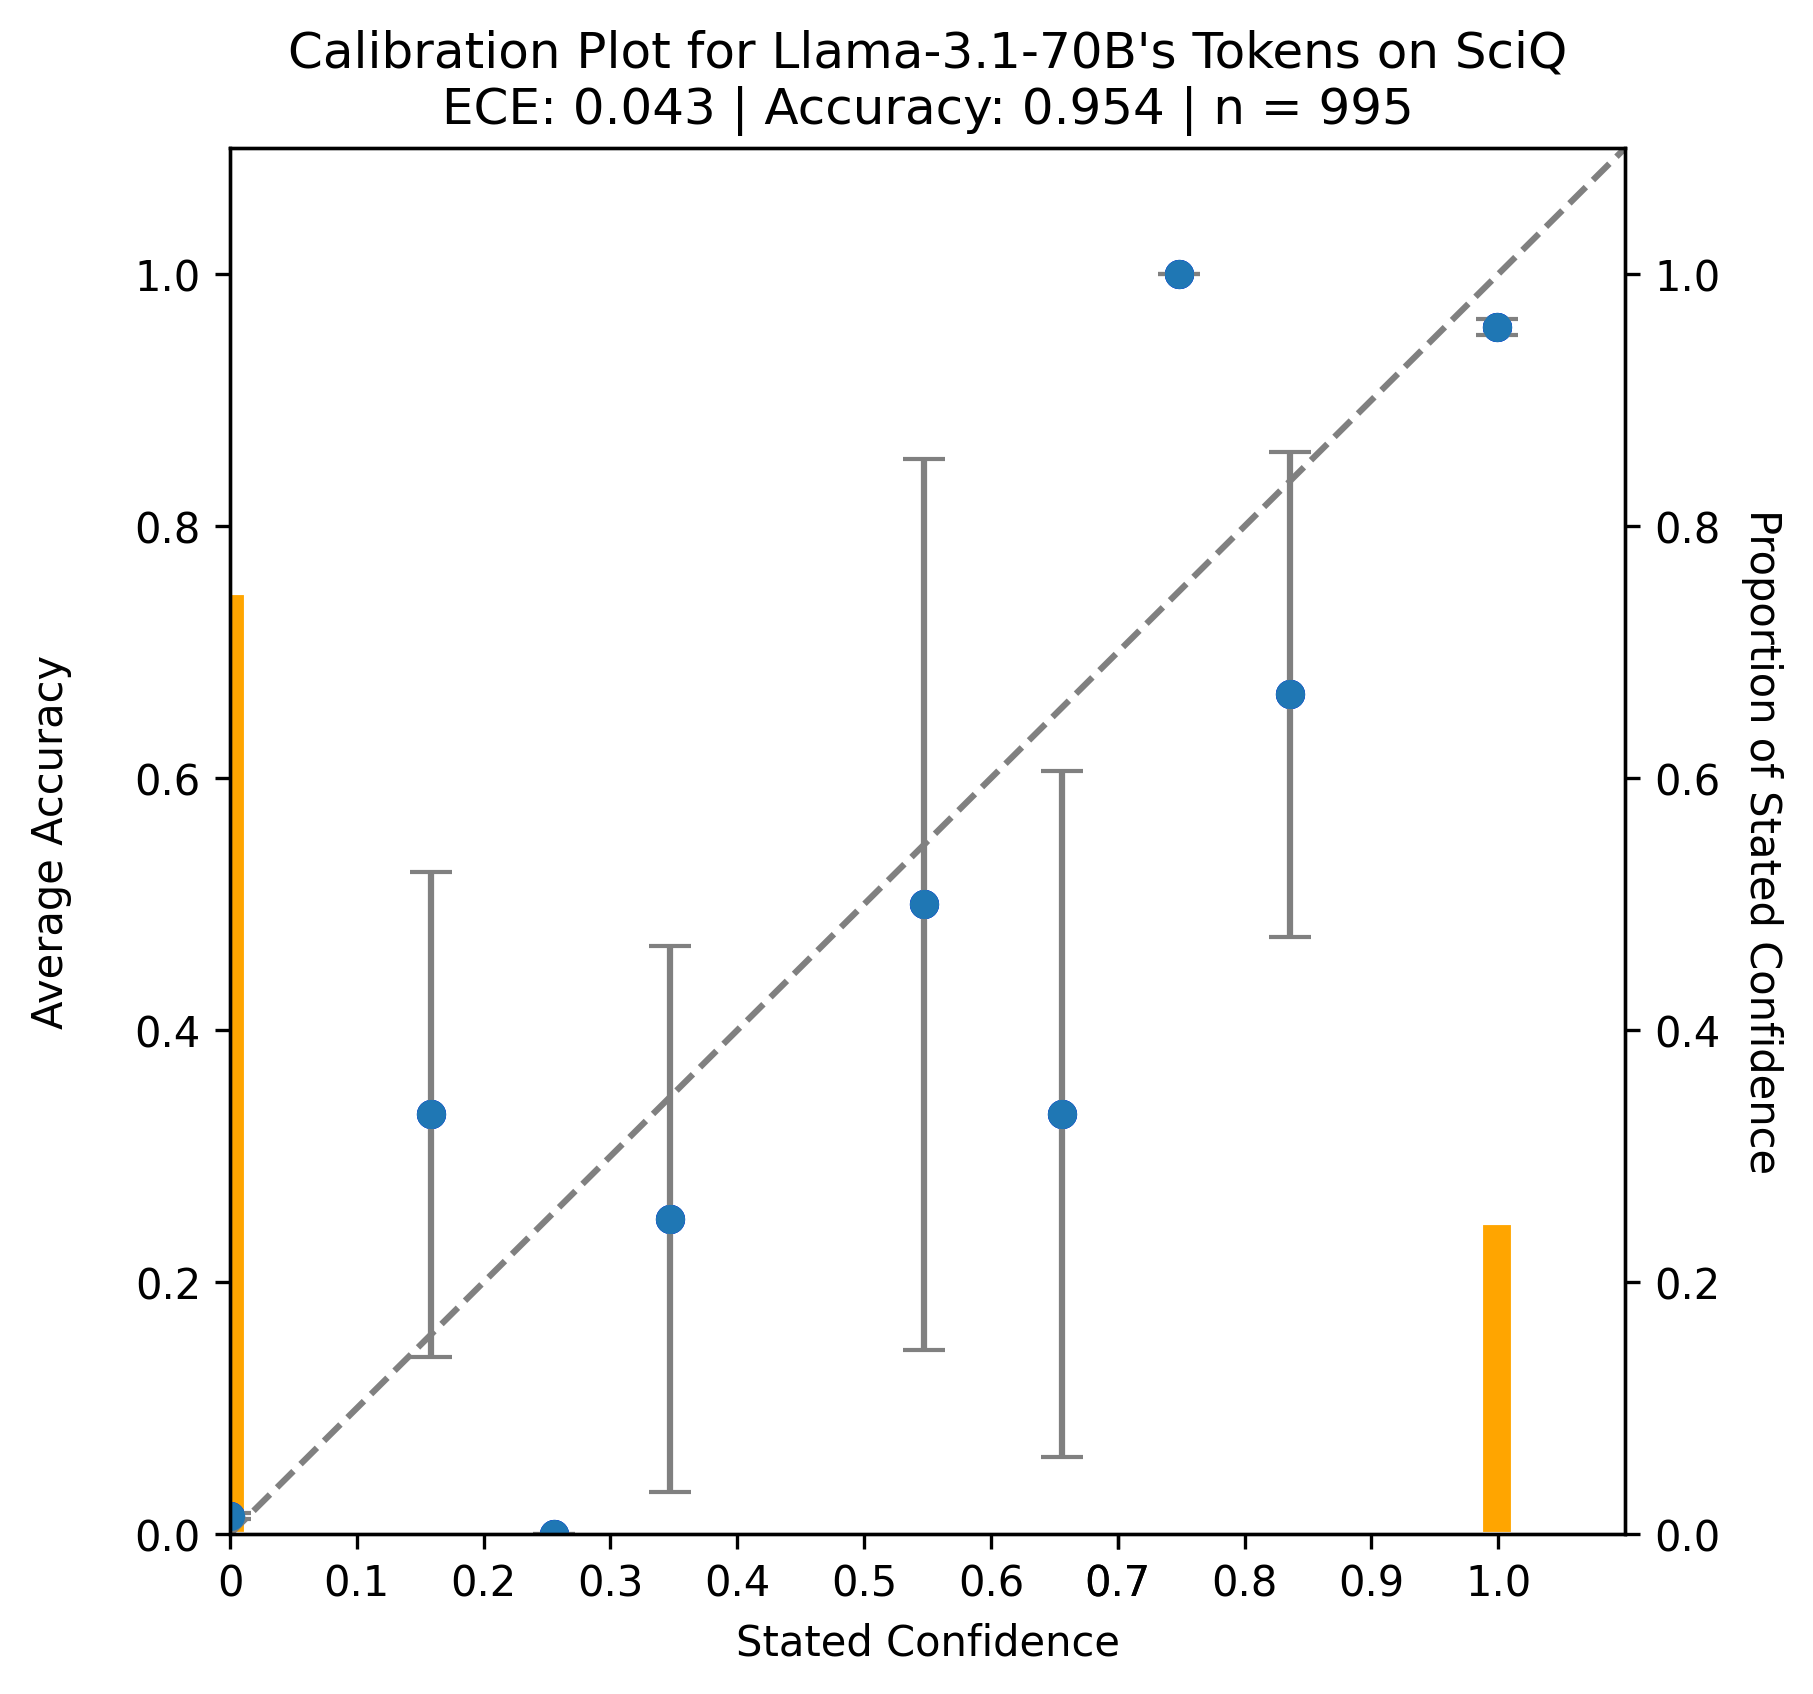 Calibration Plot for Llama-3.1-70B's Tokens on SciQ
ECE: 0.043 | Accuracy: 0.954 | n = 995
Average Accuracy
1.0
0.8
0.6
0.4
0.2
0.0
1.0
0.8
0.6
0.4
0.2
0.0
Proportion of Stated Confidence
0 0.1 0.2 0.3 0.4 0.5 0.6 0.7 0.8 0.9 1.0
Stated Confidence